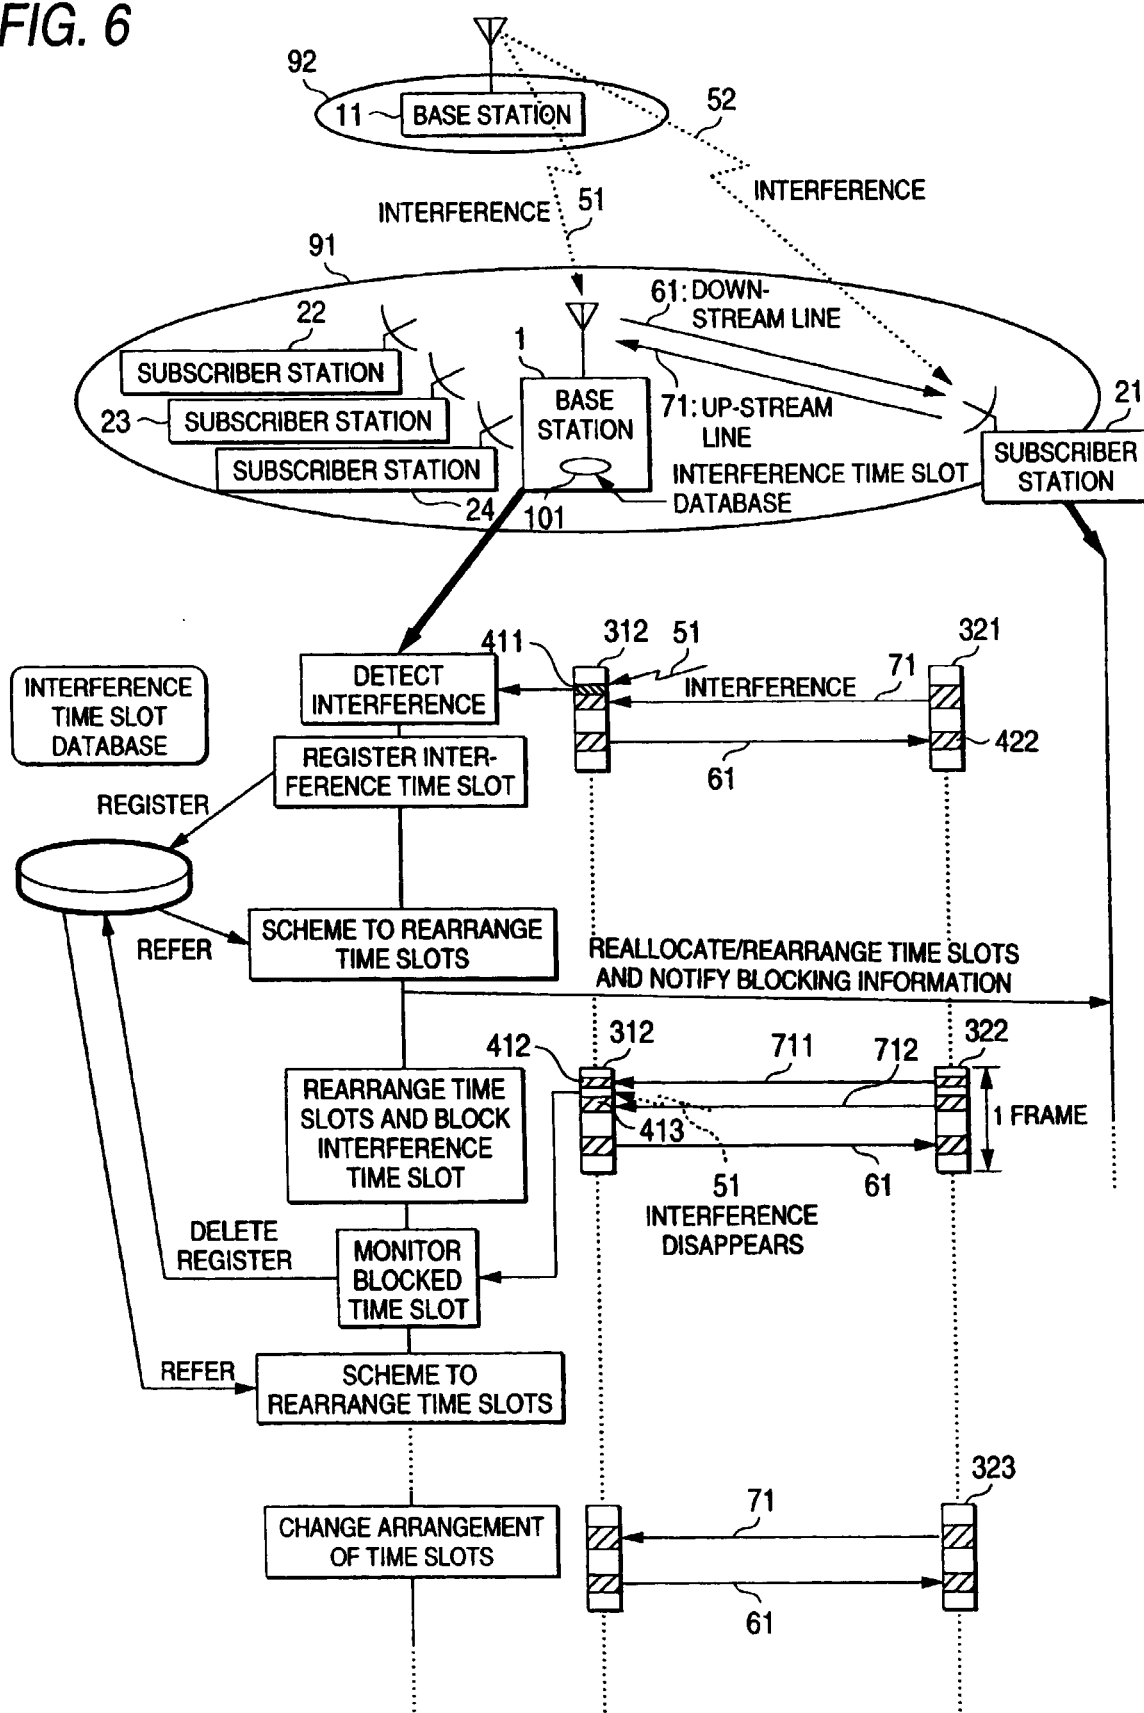 FIG. 6
92
11
BASE STATION
52
INTERFERENCE
INTERFERENCE
51
91
22
61: DOWN-
STREAM LINE
1
SUBSCRIBER STATION
23
SUBSCRIBER STATION
BASE
STATION
71: UP-STREAM
LINE
21
SUBSCRIBER STATION
24
101
INTERFERENCE TIME SLOT
DATABASE
SUBSCRIBER
STATION
411
312
51
321
INTERFERENCE
TIME SLOT
DATABASE
DETECT
INTERFERENCE
INTERFERENCE
71
422
61
REGISTER INTER-
FERENCE TIME SLOT
REGISTER
REFER
SCHEME TO REARRANGE
TIME SLOTS
REALLOCATE/REARRANGE TIME SLOTS
AND NOTIFY BLOCKING INFORMATION
412
312
711
712
322
REARRANGE TIME
SLOTS AND BLOCK
INTERFERENCE
TIME SLOT
413
1 FRAME
51
61
INTERFERENCE
DISAPPEARS
DELETE
REGISTER
MONITOR
BLOCKED
TIME SLOT
REFER
SCHEME TO
REARRANGE TIME SLOTS
323
CHANGE ARRANGEMENT
OF TIME SLOTS
71
61